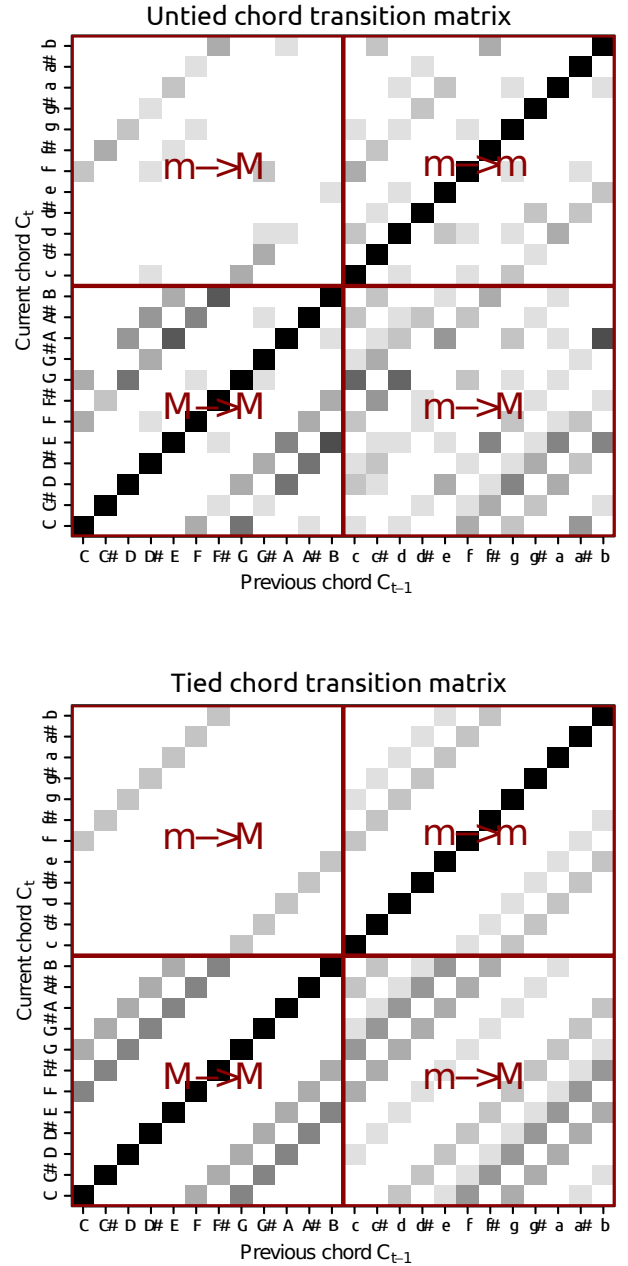 Untied chord transition matrix
Current chord C_t
C C# D D# E F F# G G# A A# B c c# d d# e f f# g g# a a# b
m–>M
m–>m
M–>M
m–>M
C C# D D# E F F# G G# A A# B c c# d d# e f f# g g# a a# b
Previous chord C_t–1
Tied chord transition matrix
Current chord C_t
C C# D D# E F F# G G# A A# B c c# d d# e f f# g g# a a# b
m–>M
m–>m
M–>M
m–>M
C C# D D# E F F# G G# A A# B c c# d d# e f f# g g# a a# b
Previous chord C_t–1